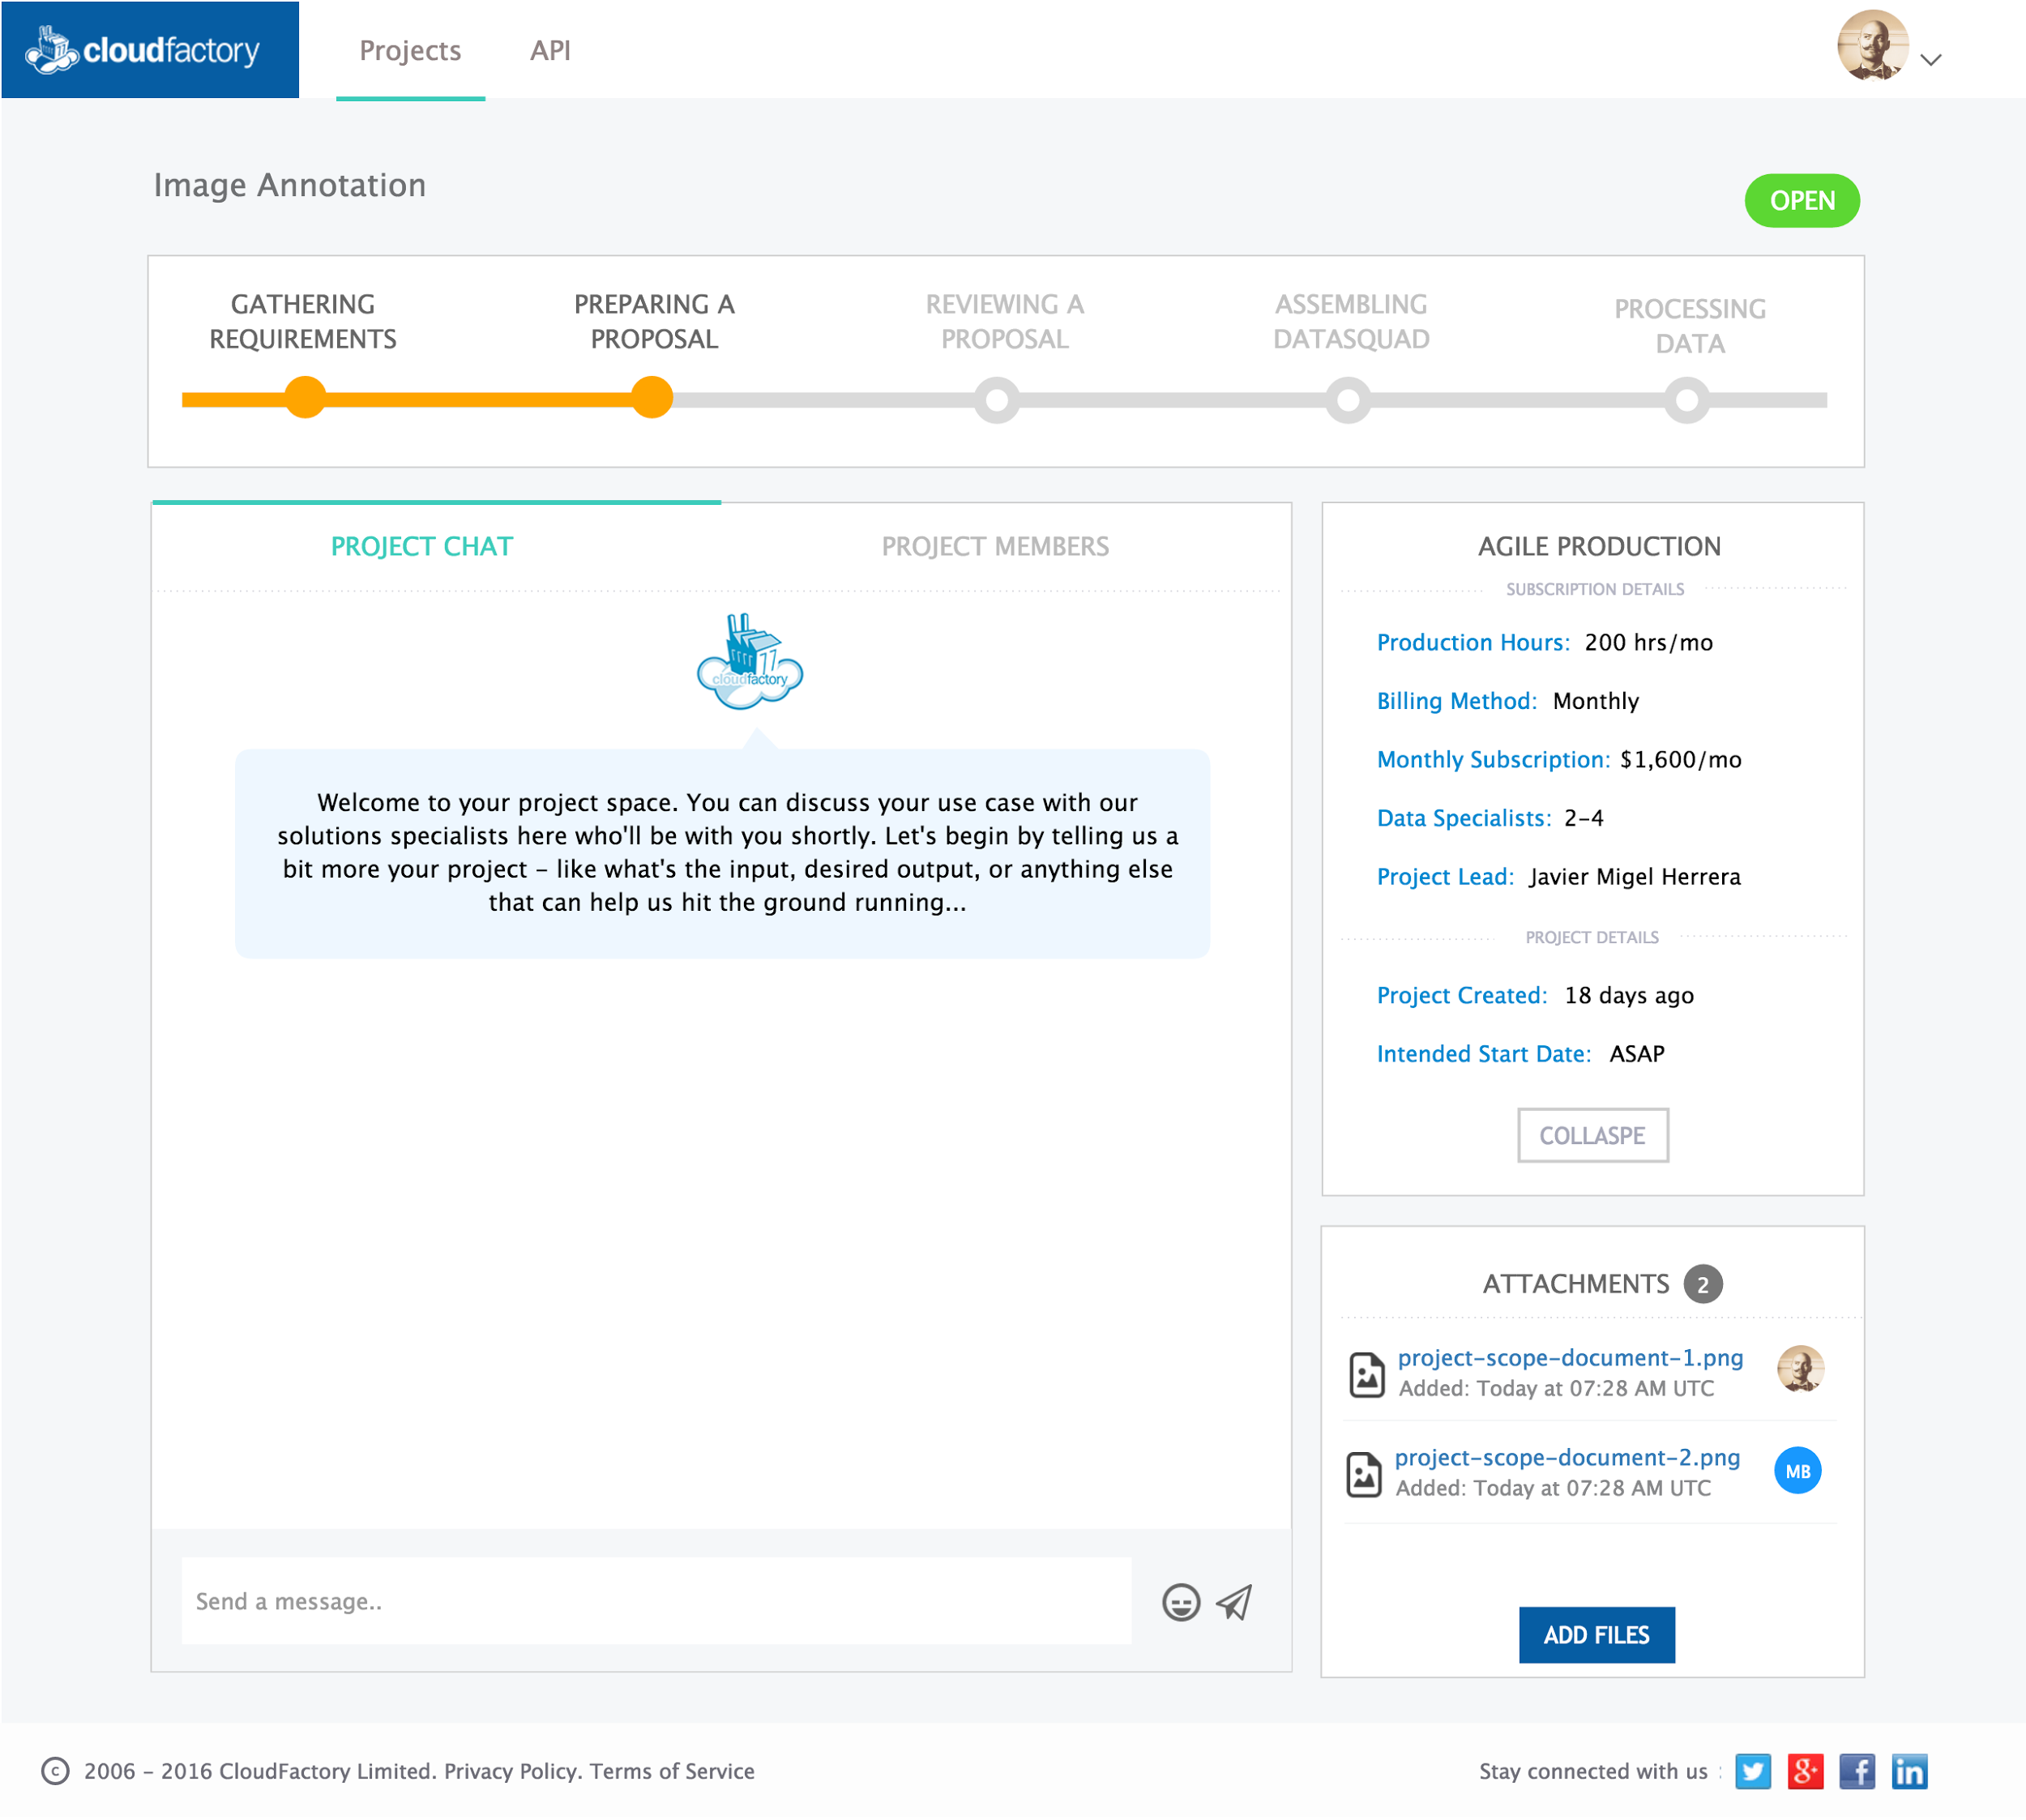 cloudfactory
Projects
API
Image Annotation
OPEN
GATHERING
REQUIREMENTS
PREPARING A
PROPOSAL
REVIEWING A
PROPOSAL
ASSEMBLING
DATASQUAD
PROCESSING
DATA
PROJECT CHAT
PROJECT MEMBERS
cloudfactory
Welcome to your project space. You can discuss your use case with our
solutions specialists here who'll be with you shortly. Let's begin by telling us a
bit more your project – like what's the input, desired output, or anything else
that can help us hit the ground running...
Send a message..
AGILE PRODUCTION
SUBSCRIPTION DETAILS
Production Hours: 200 hrs/mo
Billing Method: Monthly
Monthly Subscription: $1,600/mo
Data Specialists: 2-4
Project Lead: Javier Migel Herrera
PROJECT DETAILS
Project Created: 18 days ago
Intended Start Date: ASAP
COLLASPE
ATTACHMENTS 2
project-scope-document-1.png
Added: Today at 07:28 AM UTC
project-scope-document-2.png
Added: Today at 07:28 AM UTC
MB
ADD FILES
© 2006 – 2016 CloudFactory Limited. Privacy Policy. Terms of Service
Stay connected with us :